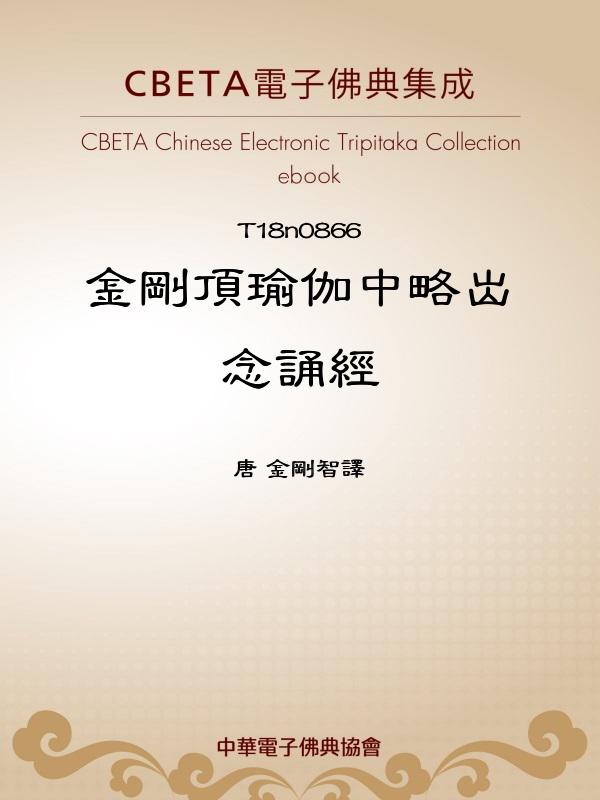 CBETA電子佛典集成
CBETA Chinese Electronic Tripitaka Collection
ebook
T18n0866
金剛頂瑜伽中略出
念誦經
唐 金剛智譯
中華電子佛典協會